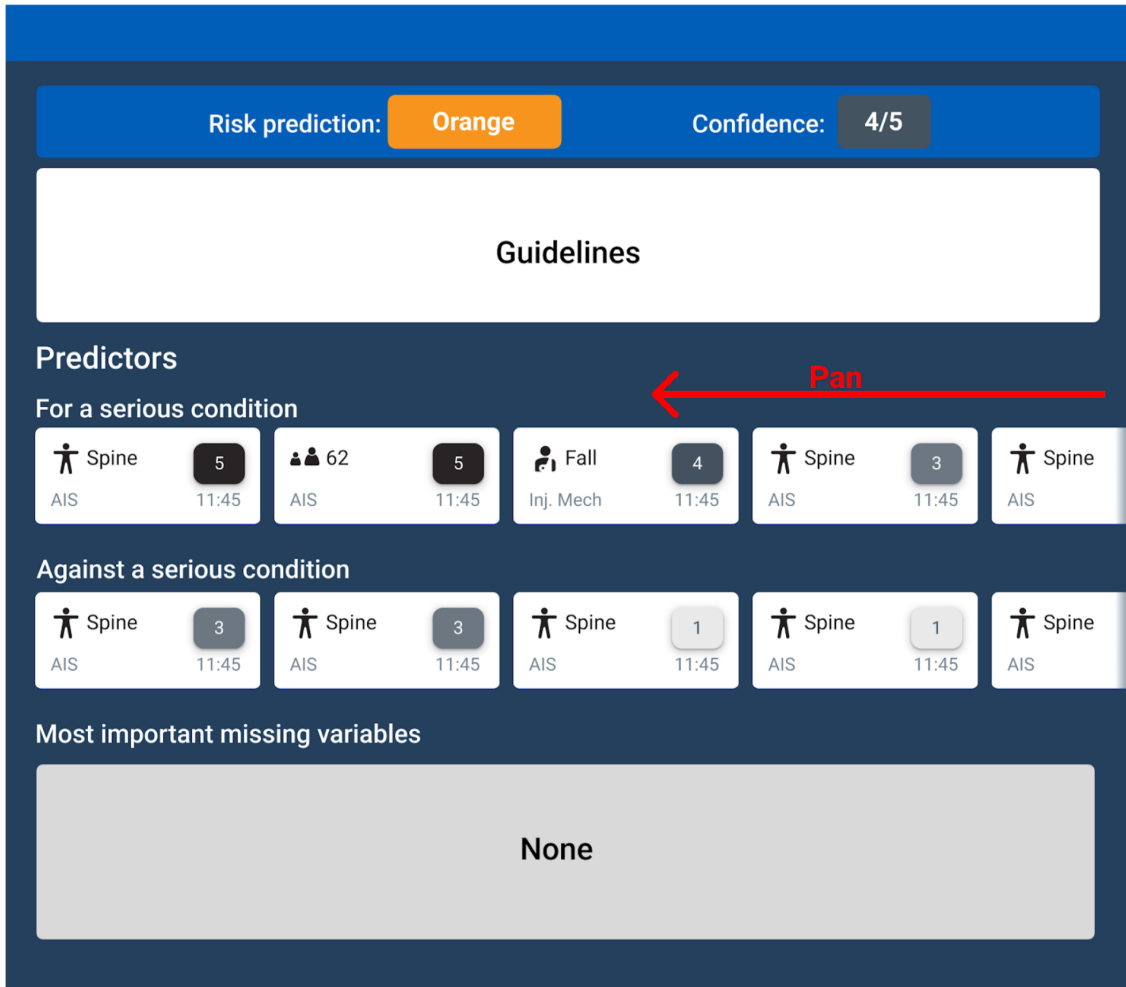 Risk prediction: Orange Confidence: 4/5
Guidelines
Predictors
Pan
For a serious condition
Spine 5 62 5 Fall 4 Spine 3 Spine
AIS 11:45 AIS 11:45 Inj. Mech 11:45 AIS 11:45 AIS
Against a serious condition
Spine 3 Spine 3 Spine 1 Spine 1 Spine
AIS 11:45 AIS 11:45 AIS 11:45 AIS 11:45 AIS
Most important missing variables
None